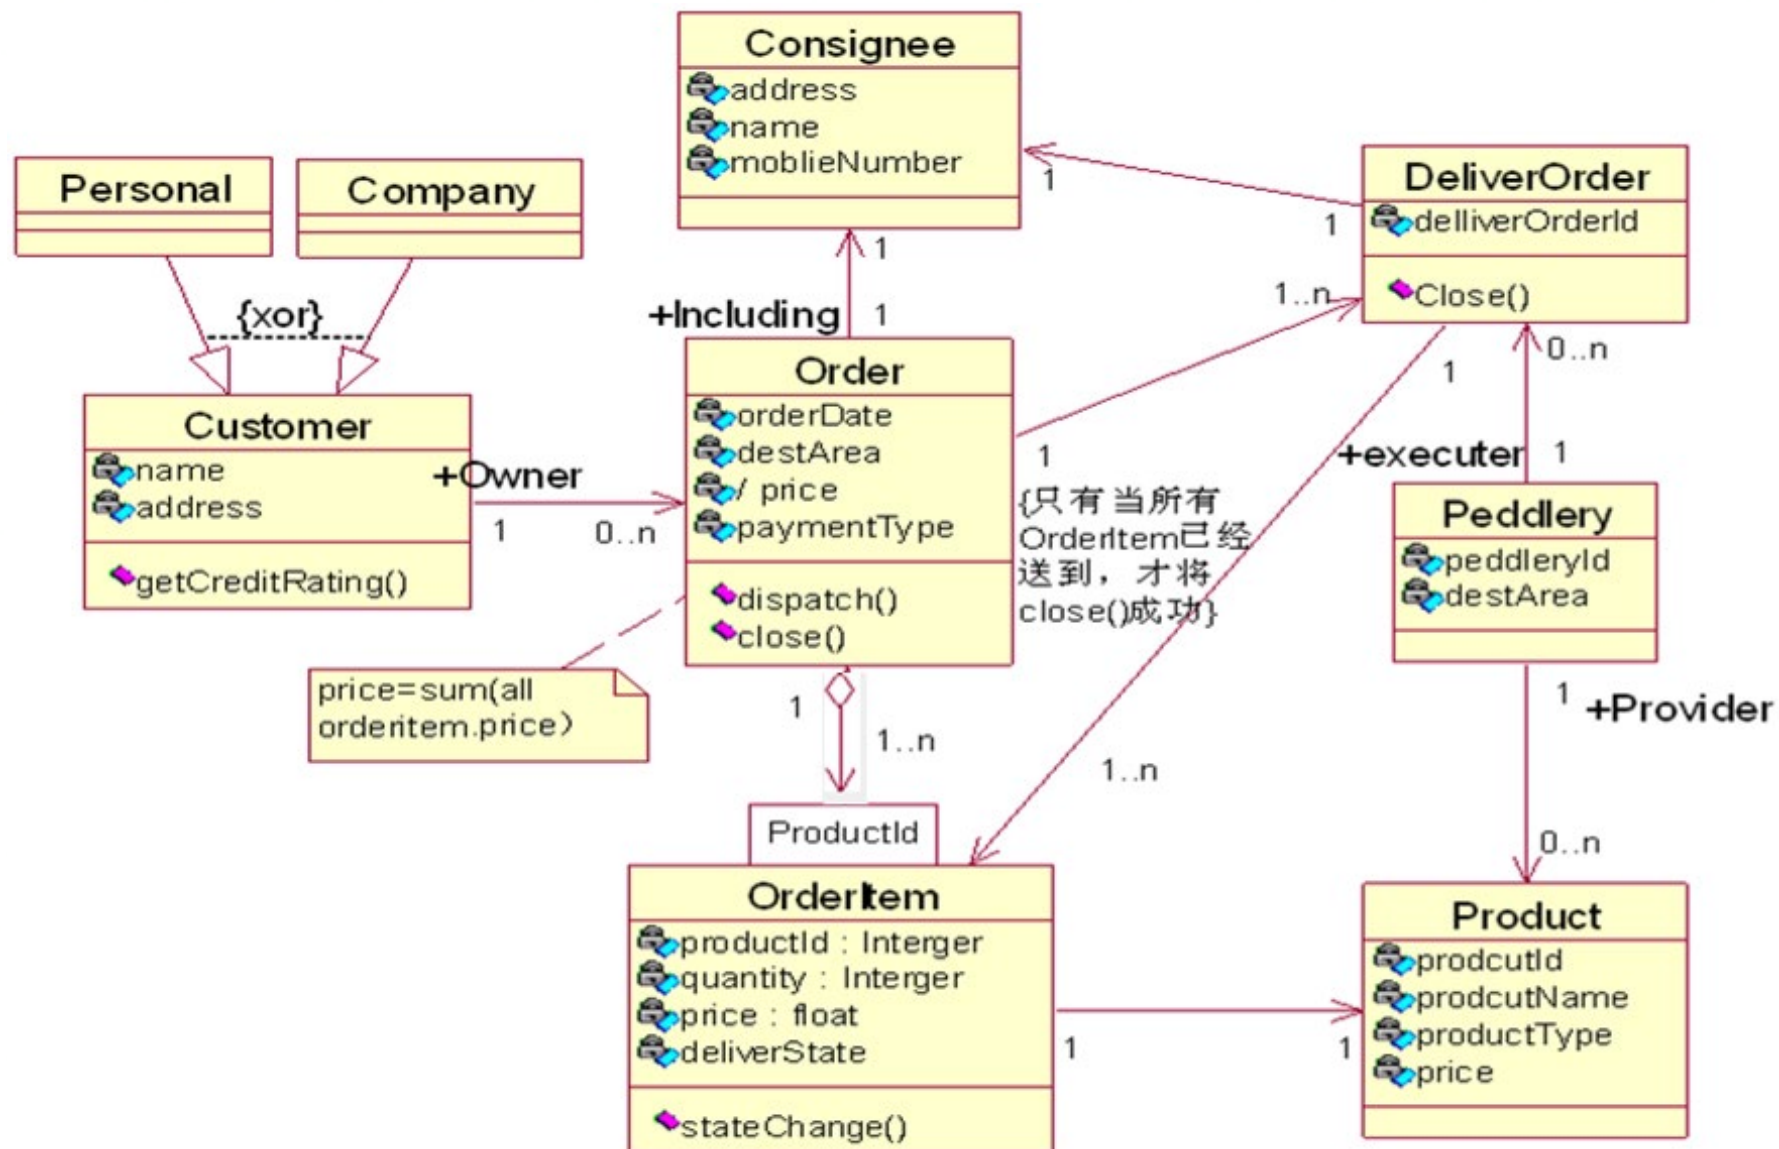 Consignee
address
name
moblieNumber
Personal
Company
{xor}
DeliverOrder
delliverOrderId
Close()
1
1
1
1
+Including
1..n
0..n
Customer
name
address
getCreditRating()
+Owner
1
0..n
Order
orderDate
destArea
/ price
paymentType
dispatch()
close()
1
{只有当所有
OrderItem已经
送到，才将
close()成功}
1
+executer
1
Peddlery
peddleryId
destArea
price=sum(all
orderitem.price)
1
1..n
1..n
1
+Provider
0..n
ProductId
OrderItem
productId : Interger
quantity : Interger
price : float
deliverState
stateChange()
1
1
Product
prodcutId
prodcutName
productType
price